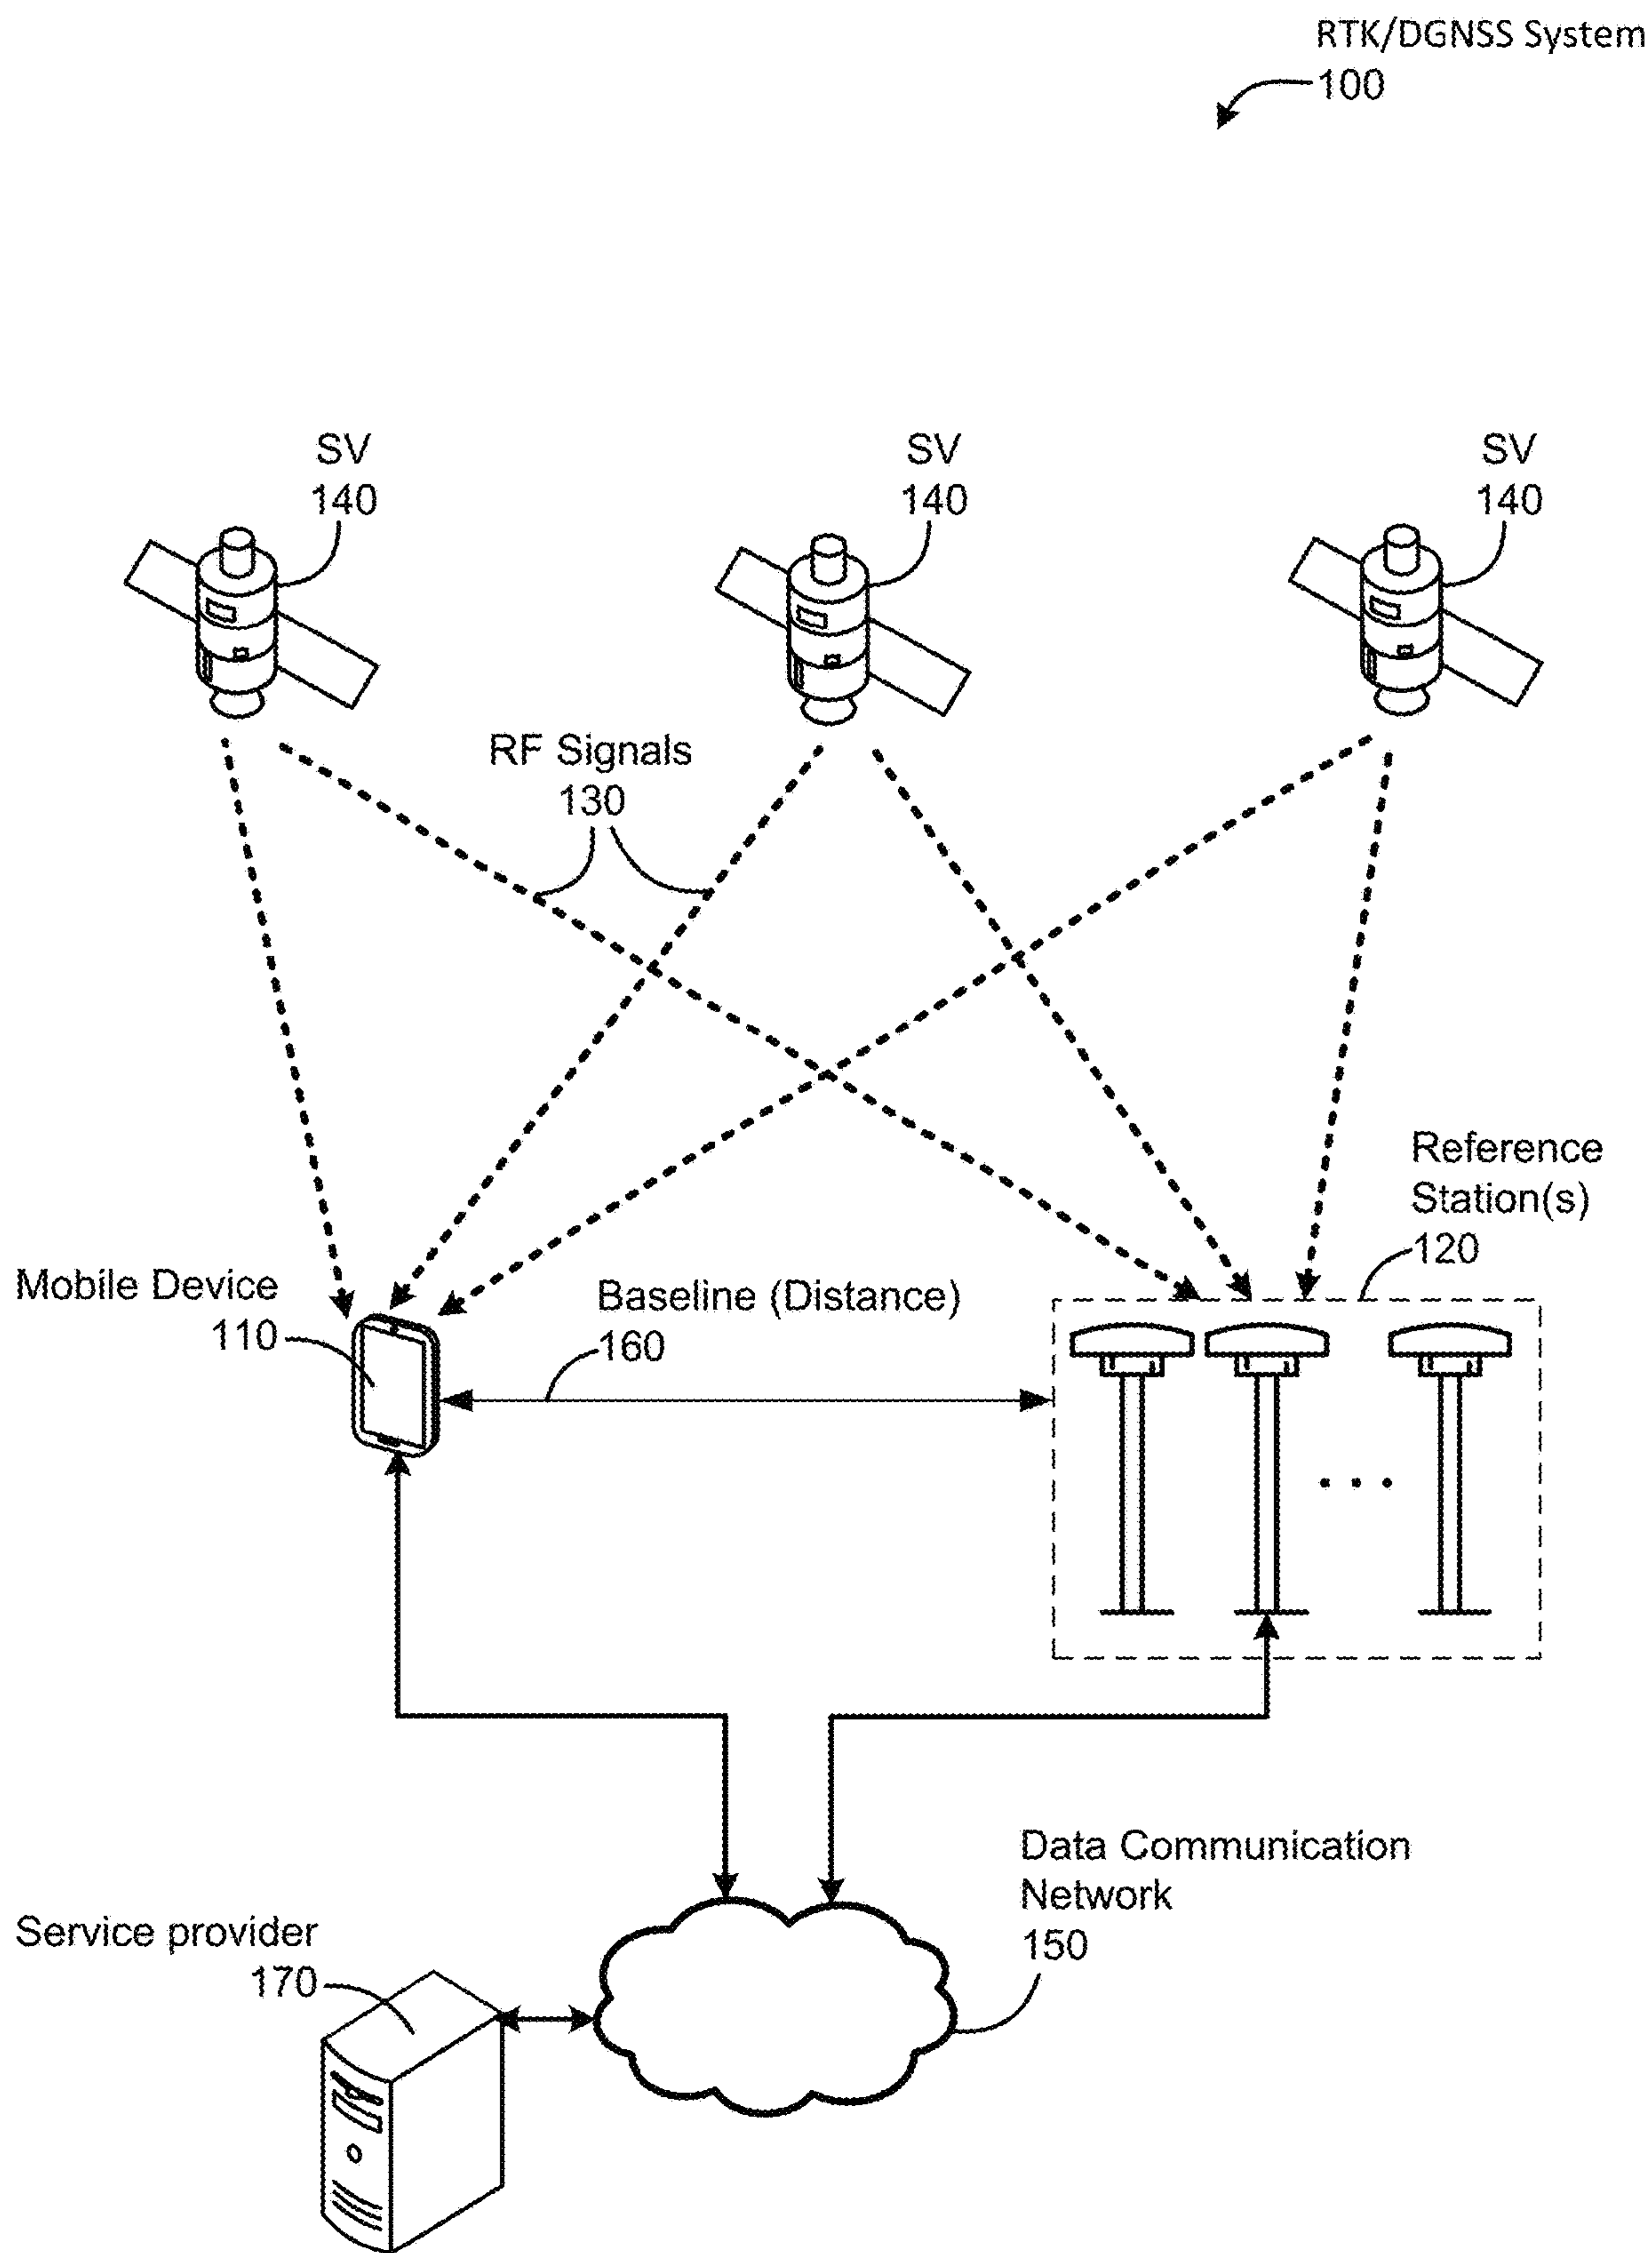 RTK/DGNSS System
100
SV
140
SV
140
SV
140
RF Signals
130
Reference
Station(s)
120
Mobile Device
110
Baseline (Distance)
160
Data Communication
Network
150
Service provider
170